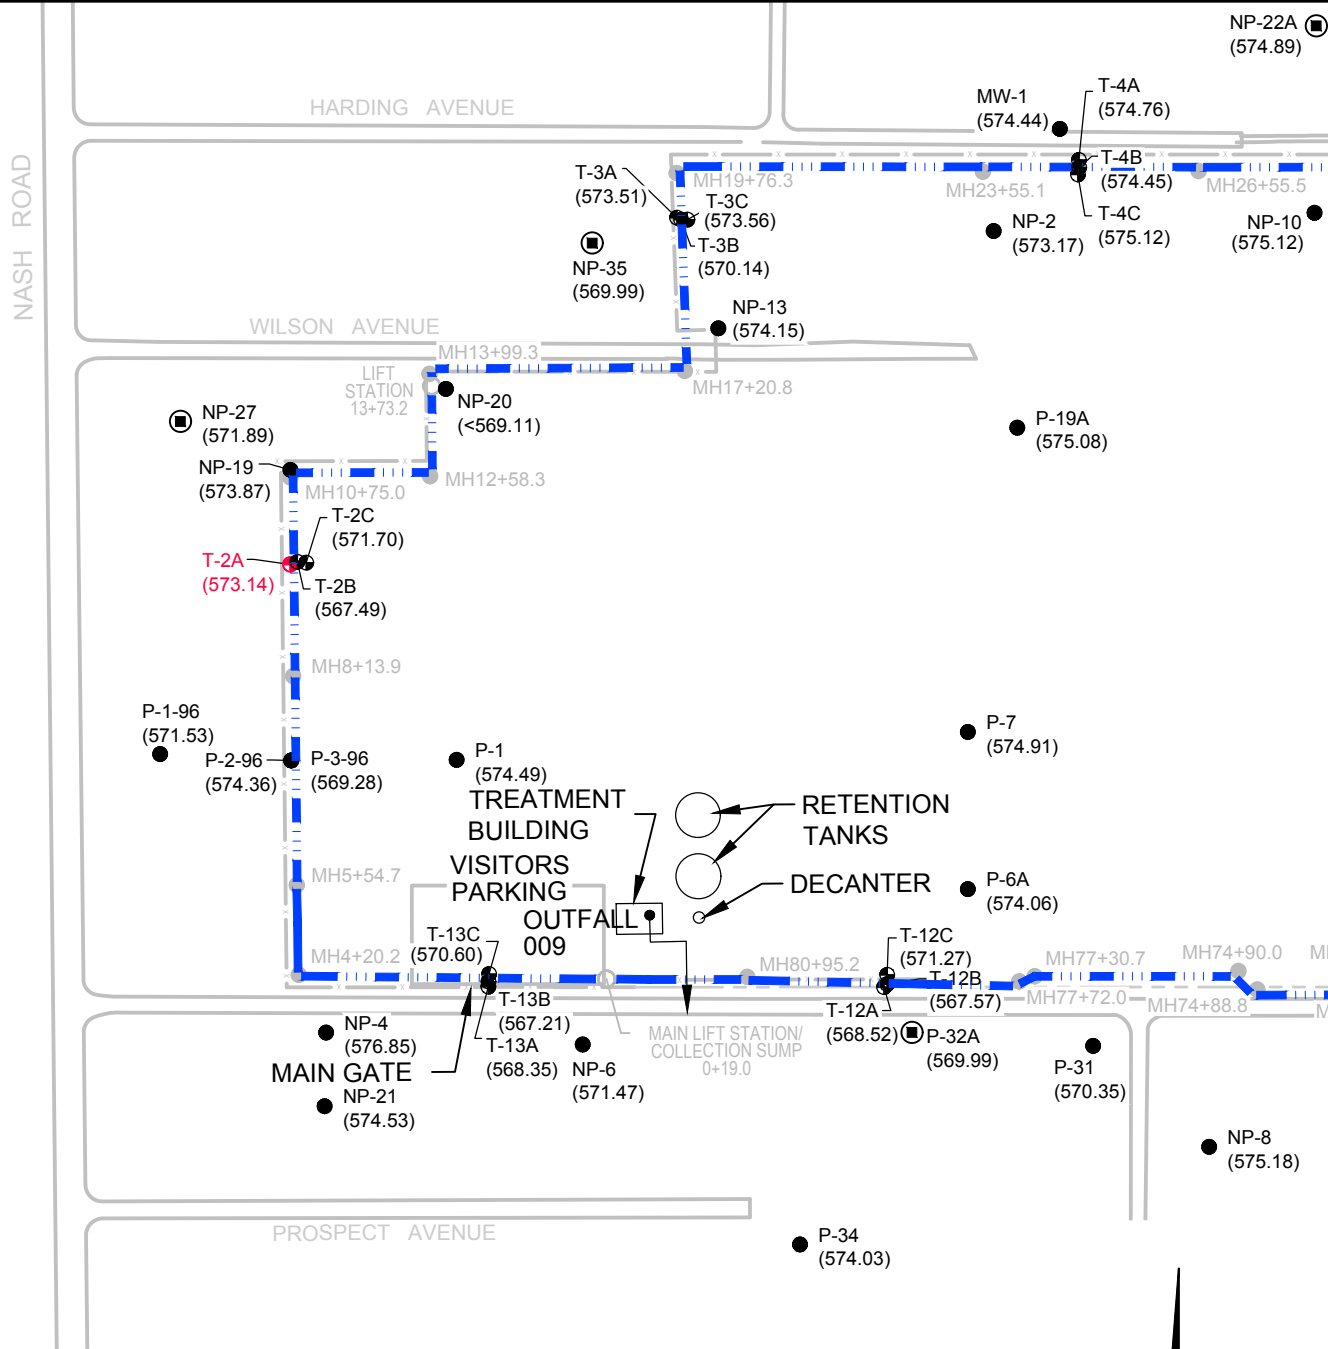 NP-22A
(574.89)
HARDING AVENUE
MW-1
(574.44)
T-4A
(574.76)
T-4B
(574.45)
T-4C
(575.12)
NASH ROAD
T-3A
(573.51)
MH19+76.3
MH23+55.1
MH26+55.5
T-3C
(573.56)
T-3B
(570.14)
NP-2
(573.17)
NP-10
(575.12)
NP-35
(569.99)
NP-13
(574.15)
WILSON AVENUE
MH13+99.3
MH17+20.8
LIFT
STATION
13+73.2
NP-20
(<569.11)
NP-27
(571.89)
P-19A
(575.08)
NP-19
(573.87)
MH10+75.0
MH12+58.3
T-2C
(571.70)
T-2A
(573.14)
T-2B
(567.49)
MH8+13.9
P-1-96
(571.53)
P-2-96
(574.36)
P-3-96
(569.28)
P-1
(574.49)
P-7
(574.91)
TREATMENT
BUILDING
RETENTION
TANKS
VISITORS
PARKING
DECANTER
MH5+54.7
P-6A
(574.06)
OUTFALL
009
T-13C
(570.60)
MH4+20.2
T-12C
(571.27)
MH80+95.2
T-12B
(567.57)
MH77+30.7
MH74+90.0
MH
MH77+72.0
MH74+88.8
M
T-13B
(567.21)
T-13A
(568.35)
T-12A
(568.52)
NP-4
(576.85)
MAIN LIFT STATION/
COLLECTION SUMP
0+19.0
P-32A
(569.99)
NP-6
(571.47)
P-31
(570.35)
MAIN GATE
NP-21
(574.53)
NP-8
(575.18)
PROSPECT AVENUE
P-34
(574.03)